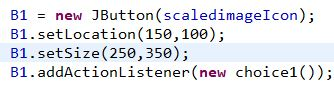 B1 = new JButton(scaledimageIcon);
B1.setLocation(150,100);
B1.setSize(250,350);
B1.addActionListener(new choice1());